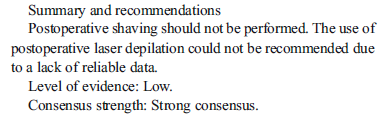 Summary and recommendations
Postoperative shaving should not be performed. The use of
postoperative laser depilation could not be recommended due
to a lack of reliable data.
Level of evidence: Low.
Consensus strength: Strong consensus.